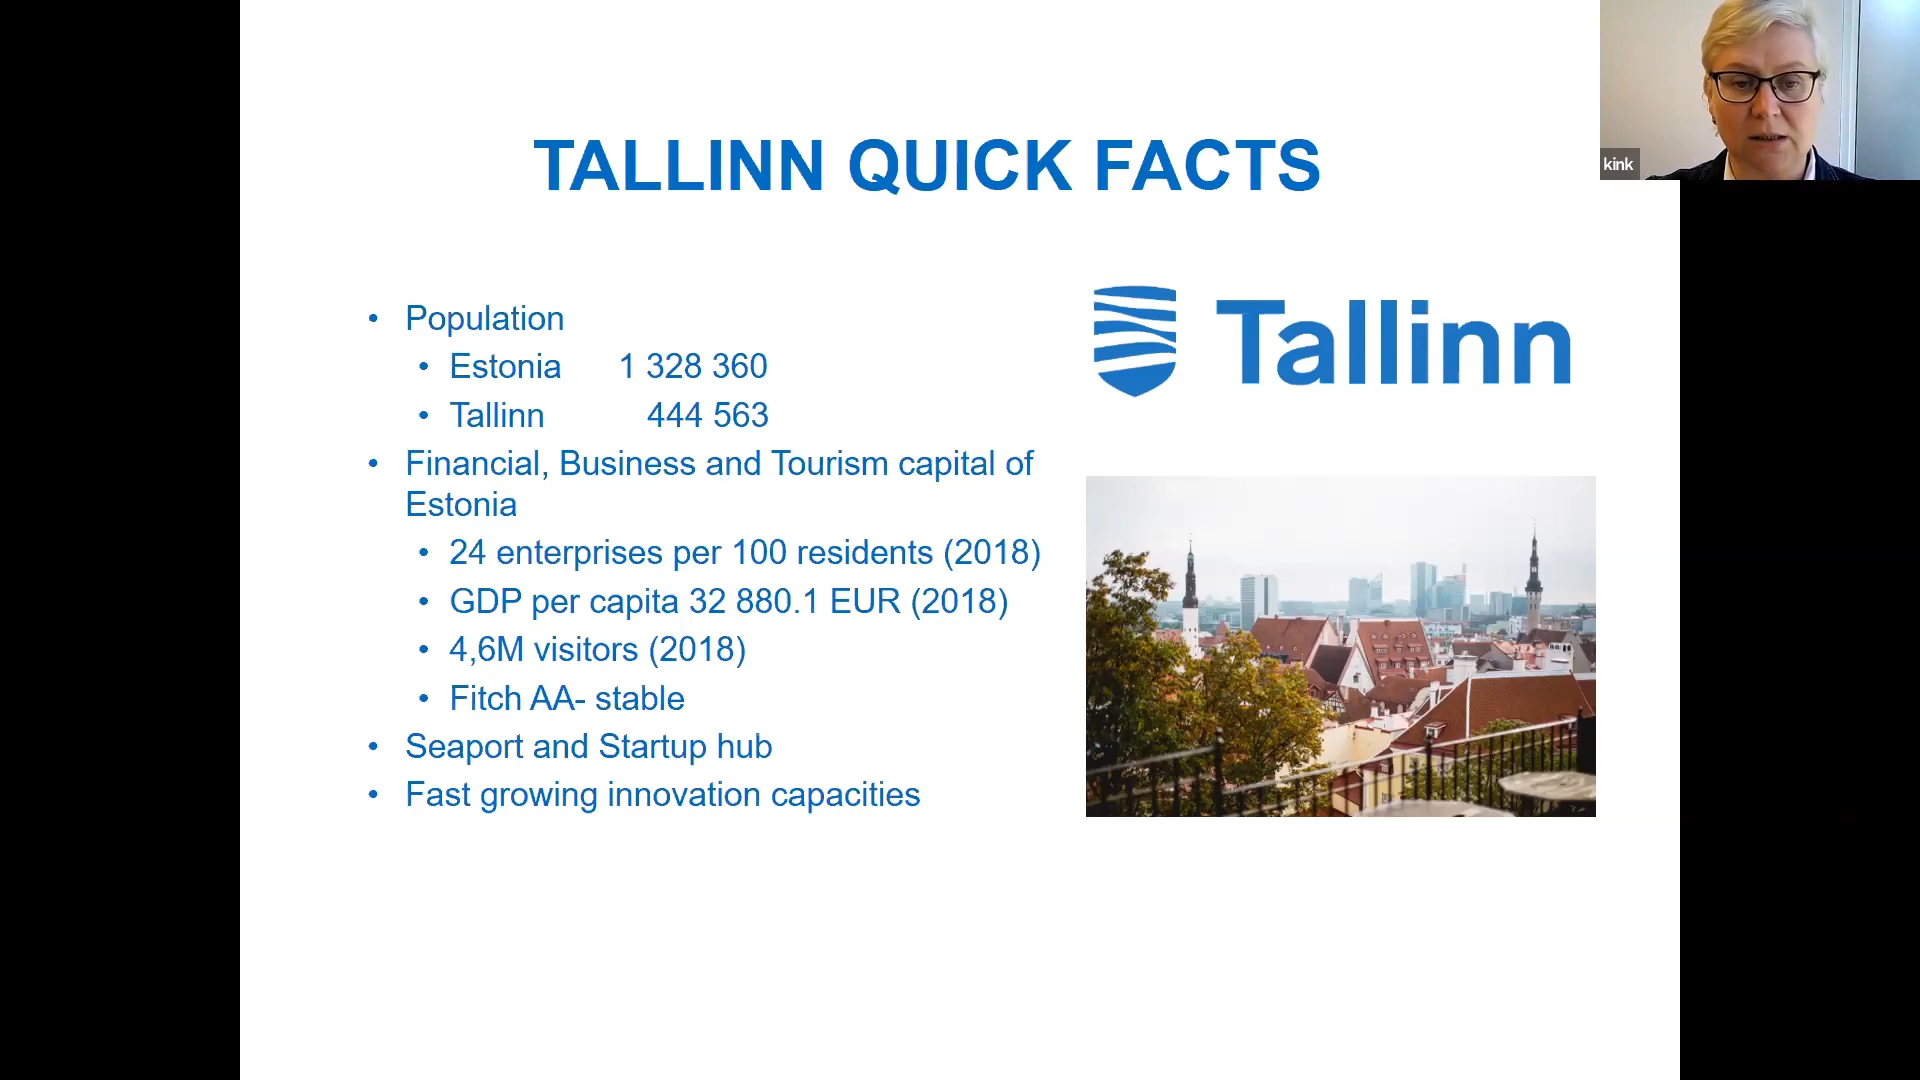 TALLINN QUICK FACTS
• Population
• Estonia 1 328 360
• Tallinn 444 563
• Financial, Business and Tourism capital of
Estonia
• 24 enterprises per 100 residents (2018)
• GDP per capita 32 880.1 EUR (2018)
• 4,6M visitors (2018)
• Fitch AA- stable
• Seaport and Startup hub
• Fast growing innovation capacities
Tallinn
kink